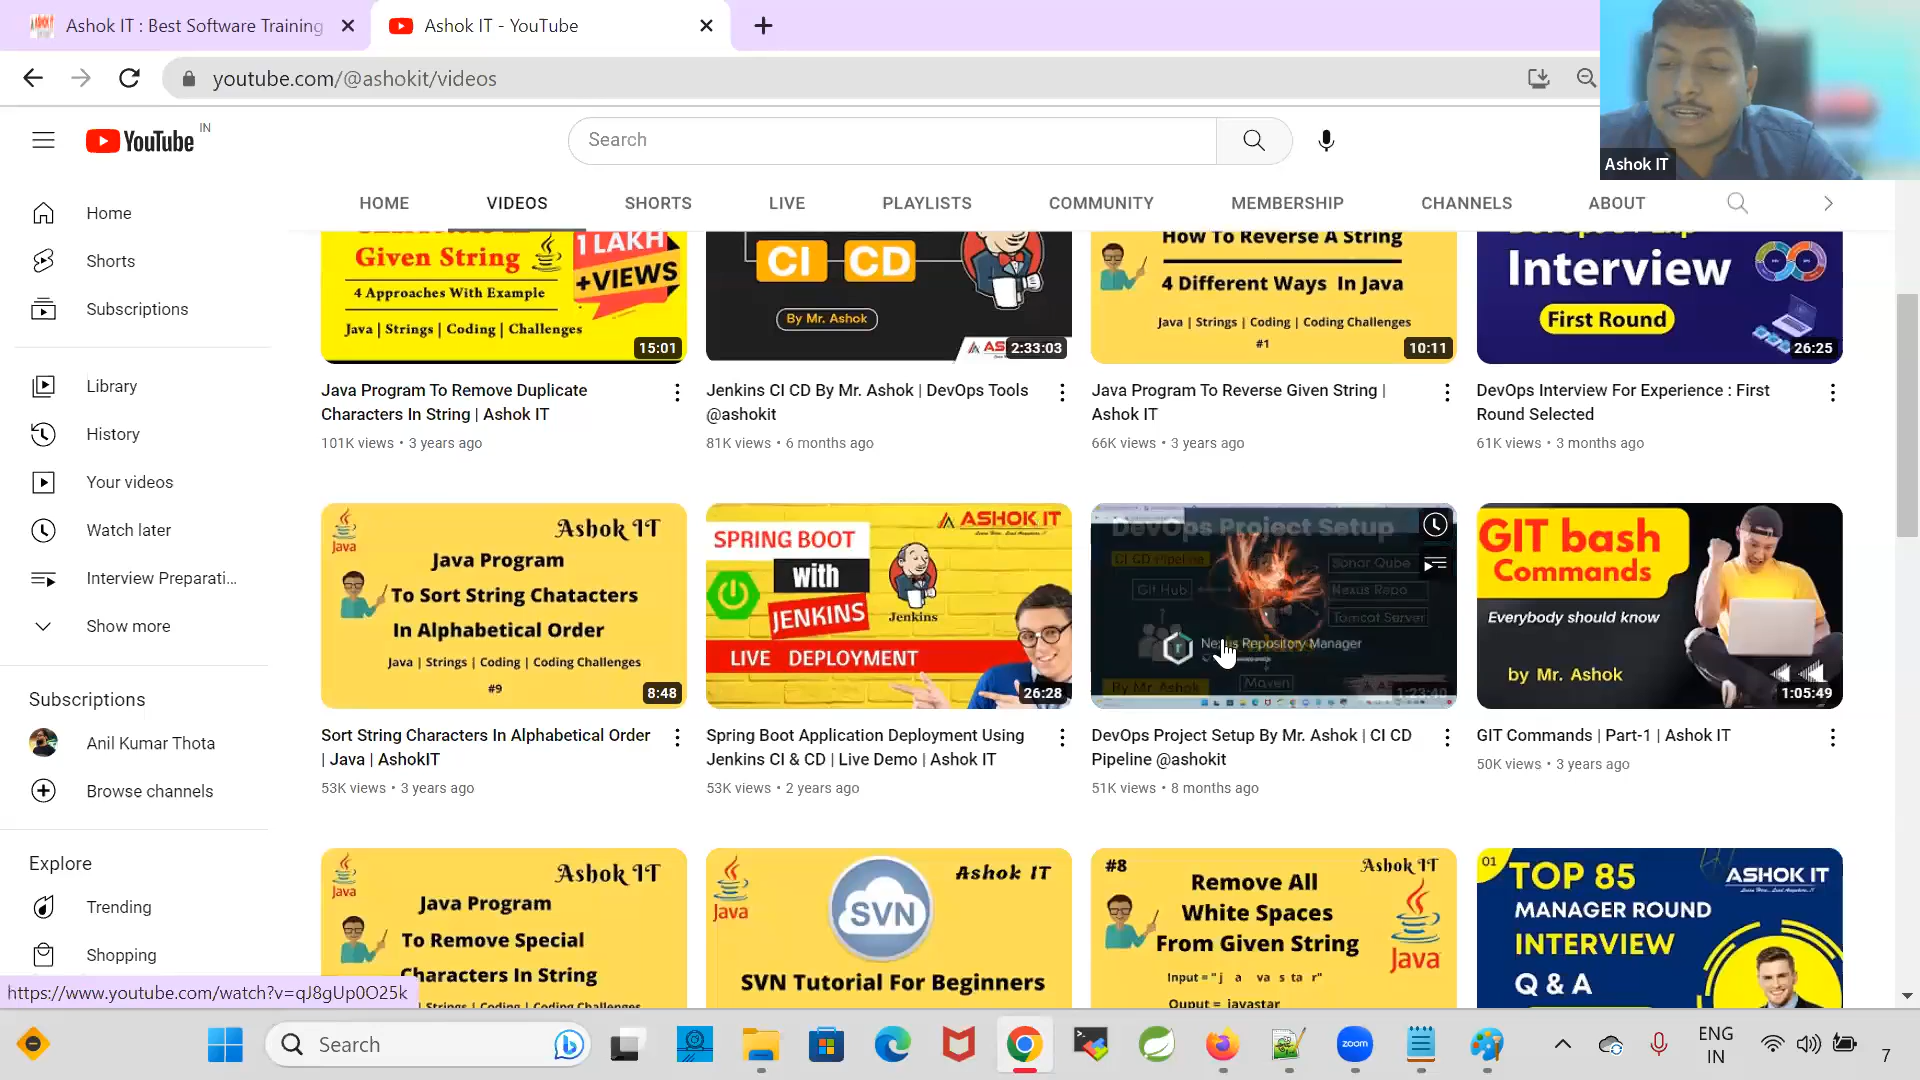 Ashok IT : Best Software Training
Ashok IT - YouTube
youtube.com/@ashokit/videos
Ashok IT
YouTube IN
Search
HOME VIDEOS SHORTS LIVE PLAYLISTS COMMUNITY MEMBERSHIP CHANNELS ABOUT
Home
Shorts
Subscriptions
Library
History
Your videos
Watch later
Interview Preparati...
Show more
Subscriptions
Anil Kumar Thota
Browse channels
Explore
Trending
Shopping
Given String
1 LAKH
+VIEWS
4 Approaches With Example
Java | Strings | Coding | Challenges
15:01
Java Program To Remove Duplicate
Characters In String | Ashok IT
101K views • 3 years ago
CI CD
By Mr. Ashok
2:33:03
Jenkins CI CD By Mr. Ashok | DevOps Tools
@ashokit
81K views • 6 months ago
How To Reverse A String
4 Different Ways In Java
Java | Strings | Coding | Coding Challenges
#1
10:11
Java Program To Reverse Given String |
Ashok IT
66K views • 3 years ago
Interview
First Round
26:25
DevOps Interview For Experience : First
Round Selected
61K views • 3 months ago
Java
Ashok IT
Java Program
To Sort String Chatacters
In Alphabetical Order
Java | Strings | Coding | Coding Challenges
#9
8:48
Sort String Characters In Alphabetical Order
| Java | AshokIT
53K views • 3 years ago
ASHOK IT
SPRING BOOT
with
JENKINS
Jenkins
LIVE DEPLOYMENT
26:28
Spring Boot Application Deployment Using
Jenkins CI & CD | Live Demo | Ashok IT
53K views • 2 years ago
DevOps Project Setup
CI CD Pipeline
Sonar Qube
Git Hub
Nexus Repo
Tomcat Server
Nexus Repository Manager
By Mr. Ashok
Maven
1:23:40
DevOps Project Setup By Mr. Ashok | CI CD
Pipeline @ashokit
51K views • 8 months ago
GIT bash
Commands
Everybody should know
by Mr. Ashok
1:05:49
GIT Commands | Part-1 | Ashok IT
50K views • 3 years ago
Java
Ashok IT
Java Program
To Remove Special
Characters In String
Java
Ashok IT
SVN
SVN Tutorial For Beginners
#8
Ashok IT
Remove All
White Spaces
From Given String
Java
Input = " j a va s ta r"
Ouput = javastar
01
TOP 85
ASHOK IT
MANAGER ROUND
INTERVIEW
Q & A
https://www.youtube.com/watch?v=qJ8gUp0O25k
Search
zoom
ENG
IN
7